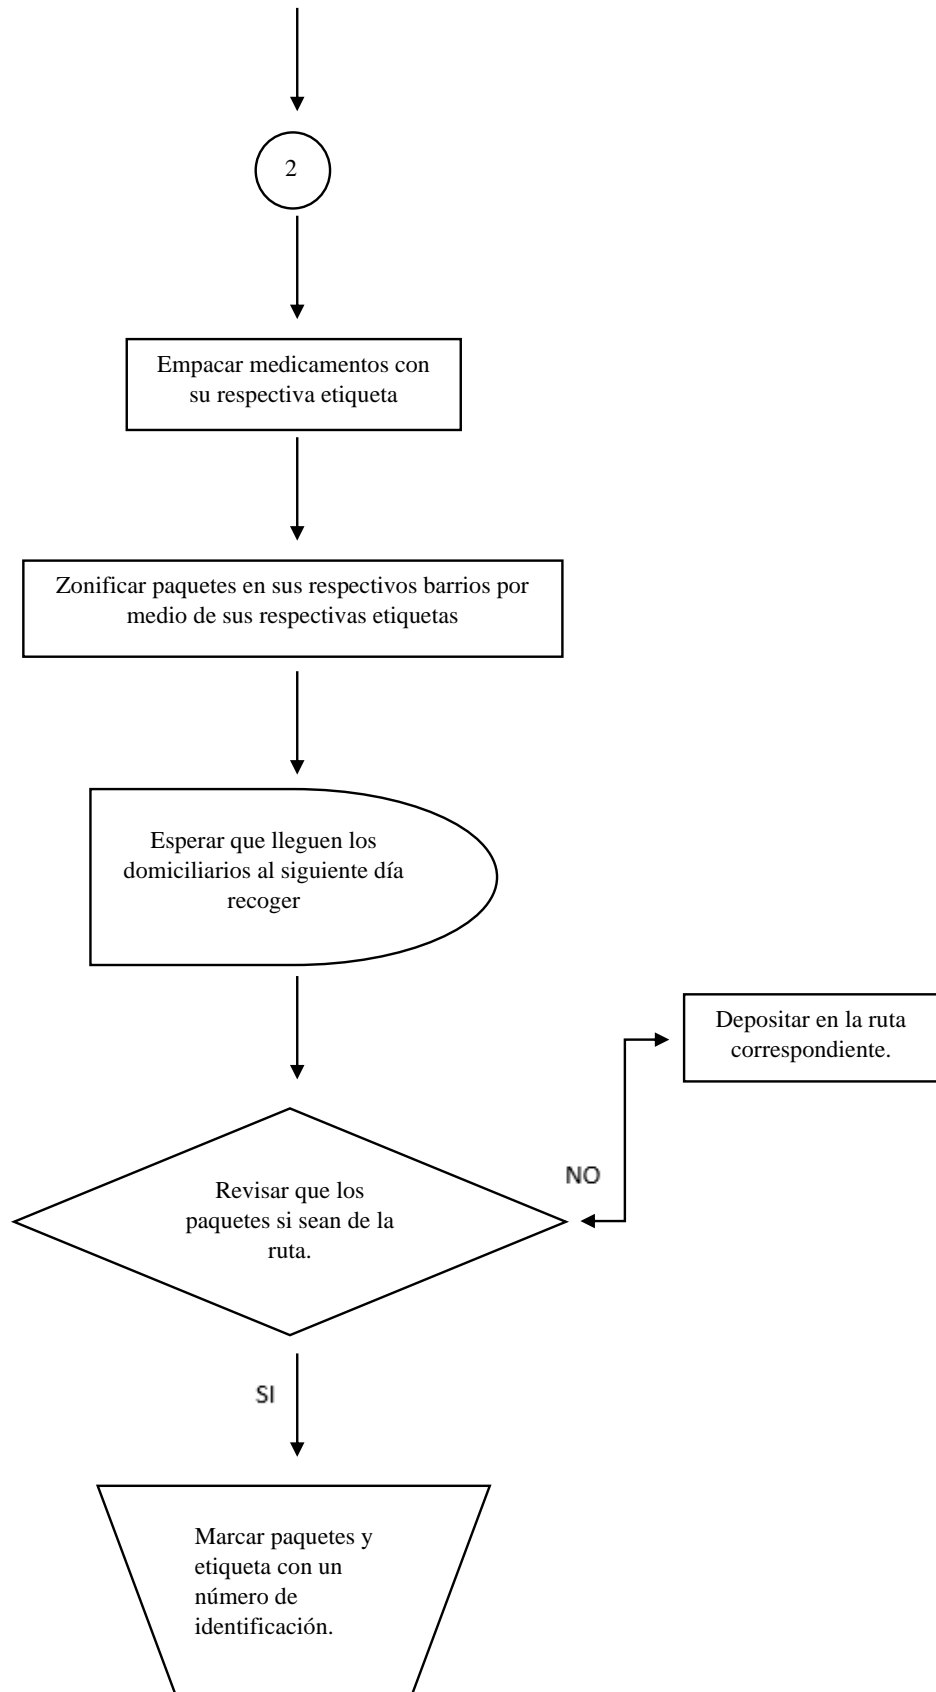 2
Empacar medicamentos con
su respectiva etiqueta
Zonificar paquetes en sus respectivos barrios por
medio de sus respectivas etiquetas
Esperar que lleguen los
domiciliarios al siguiente día
recoger
Depositar en la ruta
correspondiente.
NO
Revisar que los
paquetes si sean de la
ruta.
SI
Marcar paquetes y
etiqueta con un
número de
identificación.